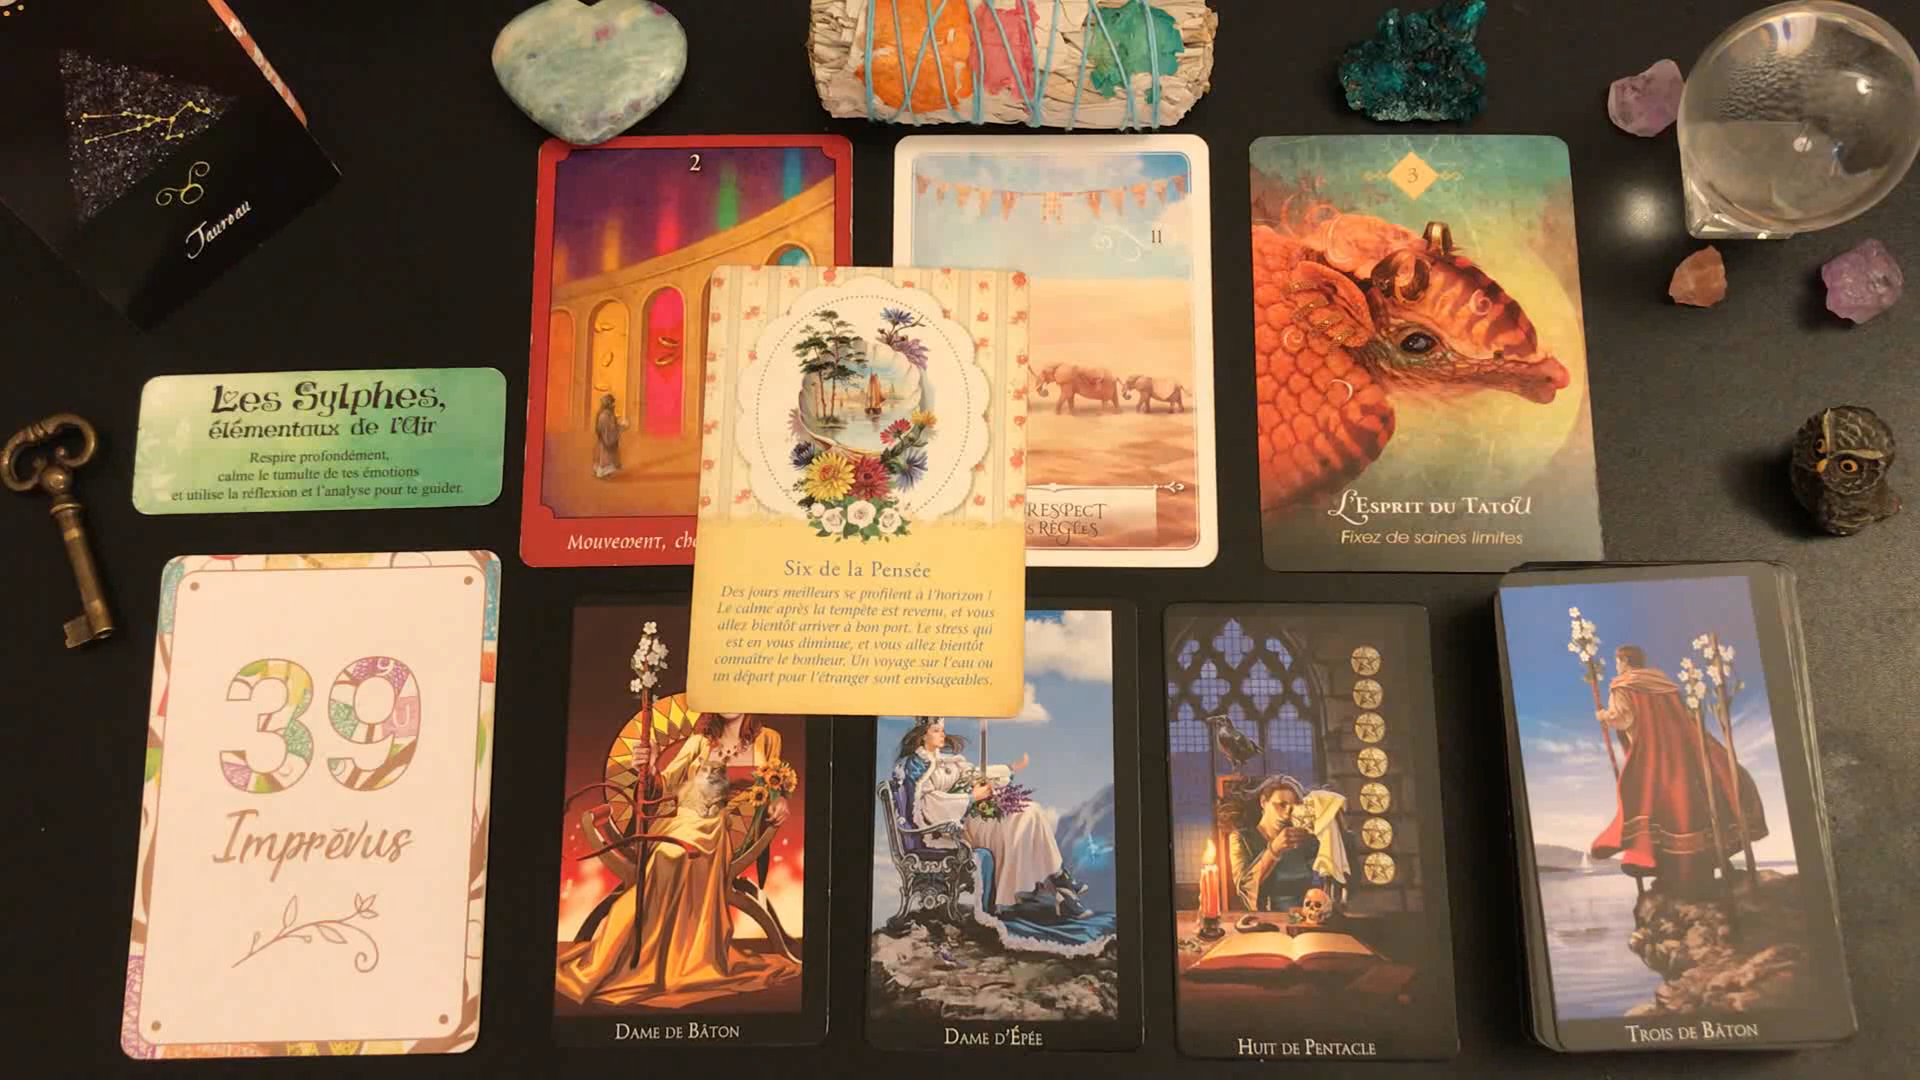 Taureau
Les Sylphes,
élémentaux de l'Air
Respire profondément,
calme le tumulte de tes émotions
et utilise la réflexion et l'analyse pour te guider.
2
Mouvement,
11
RESPECT
RÈGLES
3
L'Esprit du Tatou
Fixez de saines limites
Six de la Pensée
Des jours meilleurs se profilent à l'horizon !
Le calme après la tempête est revenu, et vous
allez bientôt arriver à bon port. Le stress qui
est en vous diminue, et vous allez bientôt
connaître le bonheur. Un voyage sur l'eau ou
un départ pour l'étranger sont envisageables.
39
Imprévus
Dame de Bâton
Dame d'Épée
Huit de Pentacle
Trois de Bâton